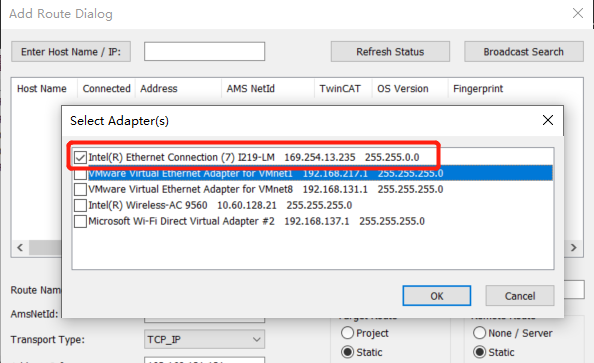 Add Route Dialog
Enter Host Name / IP:
Refresh Status
Broadcast Search
Host Name Connected Address AMS NetId TwinCAT OS Version Fingerprint
Select Adapter(s)
Intel(R) Ethernet Connection (7) I219-LM 169.254.13.235 255.255.0.0
VMware Virtual Ethernet Adapter for VMnet1 192.168.217.1 255.255.255.0
VMware Virtual Ethernet Adapter for VMnet8 192.168.131.1 255.255.255.0
Intel(R) Wireless-AC 9560 10.60.128.21 255.255.255.0
Microsoft Wi-Fi Direct Virtual Adapter #2 192.168.137.1 255.255.255.0
OK
Cancel
Route Name
AmsNetId:
Transport Type:
TCP_IP
Project
Static
None / Server
Static